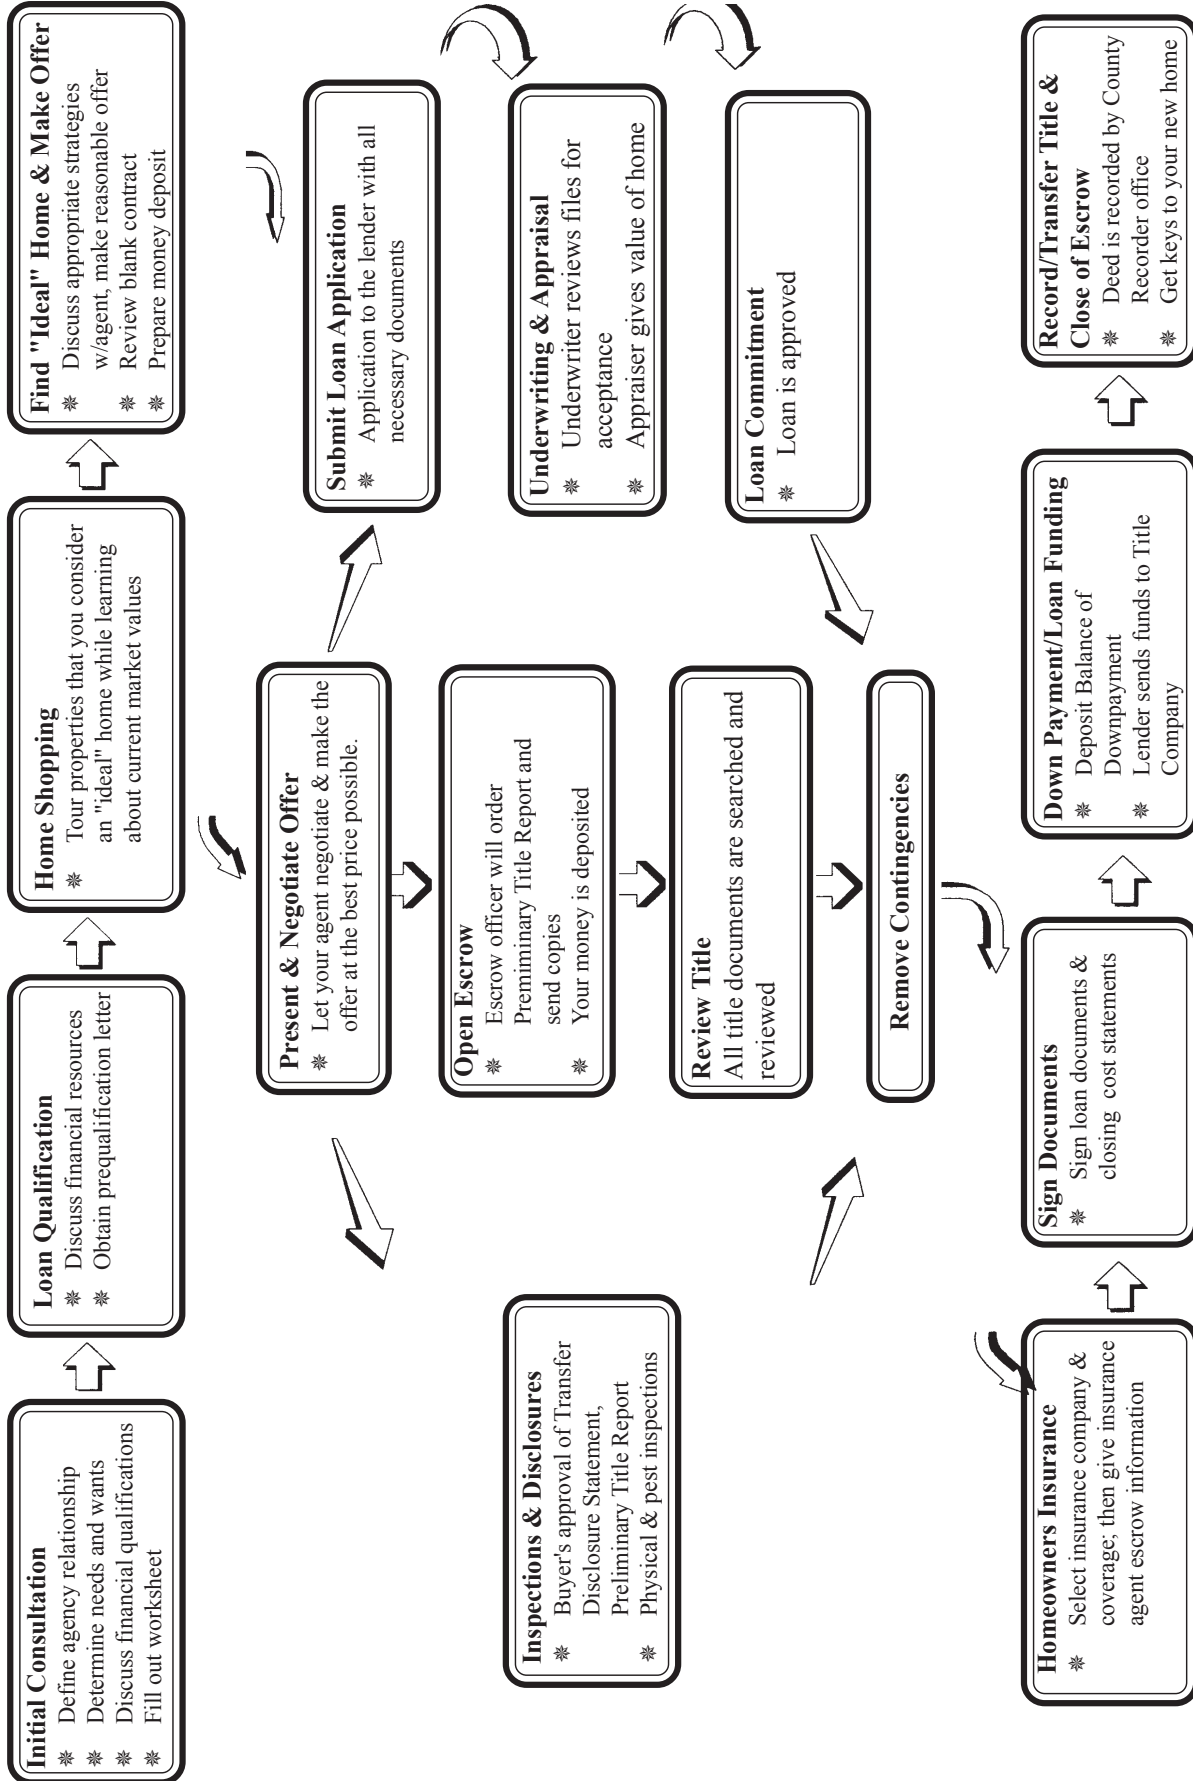 Initial Consultation
✵ Define agency relationship
✵ Determine needs and wants
✵ Discuss financial qualifications
✵ Fill out worksheet
Loan Qualification
✵ Discuss financial resources
✵ Obtain prequalification letter
Home Shopping
✵ Tour properties that you consider
an "ideal" home while learning
about current market values
Find "Ideal" Home & Make Offer
✵ Discuss appropriate strategies
w/agent, make reasonable offer
✵ Review blank contract
✵ Prepare money deposit
Present & Negotiate Offer
✵ Let your agent negotiate & make the
offer at the best price possible.
Submit Loan Application
✵ Application to the lender with all
necessary documents
Open Escrow
✵ Escrow officer will order
Premiminary Title Report and
send copies
✵ Your money is deposited
Inspections & Disclosures
✵ Buyer's approval of Transfer
Disclosure Statement,
Preliminary Title Report
✵ Physical & pest inspections
Underwriting & Appraisal
✵ Underwriter reviews files for
acceptance
✵ Appraiser gives value of home
Review Title
All title documents are searched and
reviewed
Loan Commitment
✵ Loan is approved
Remove Contingencies
Homeowners Insurance
✵ Select insurance company &
coverage; then give insurance
agent escrow information
Sign Documents
✵ Sign loan documents &
closing cost statements
Down Payment/Loan Funding
✵ Deposit Balance of
Downpayment
✵ Lender sends funds to Title
Company
Record/Transfer Title &
Close of Escrow
✵ Deed is recorded by County
Recorder office
✵ Get keys to your new home